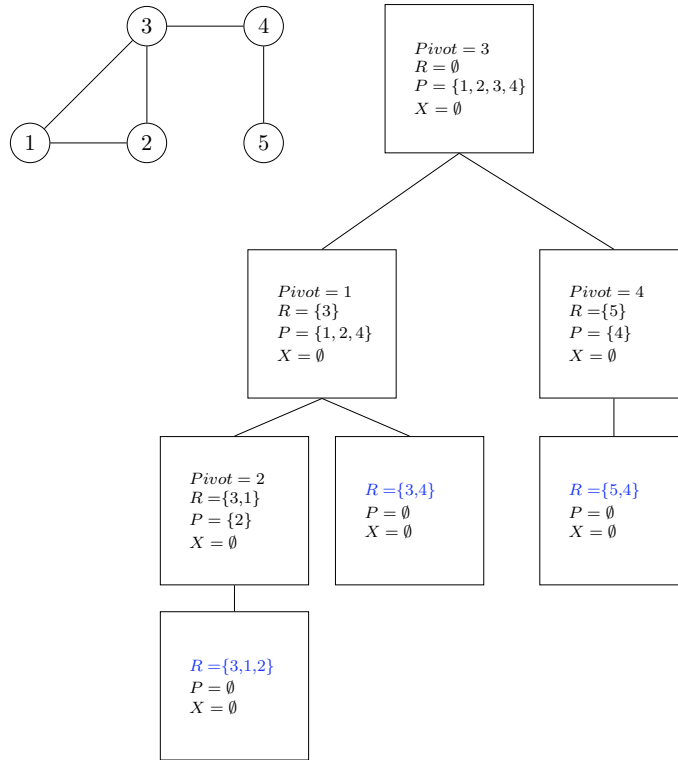 3
4
1
2
5
Pivot = 3
R = ∅
P = {1, 2, 3, 4}
X = ∅
Pivot = 1
R = {3}
P = {1, 2, 4}
X = ∅
Pivot = 4
R ={5}
P = {4}
X = ∅
Pivot = 2
R ={3,1}
P = {2}
X = ∅
R ={3,4}
P = ∅
X = ∅
R ={5,4}
P = ∅
X = ∅
R ={3,1,2}
P = ∅
X = ∅